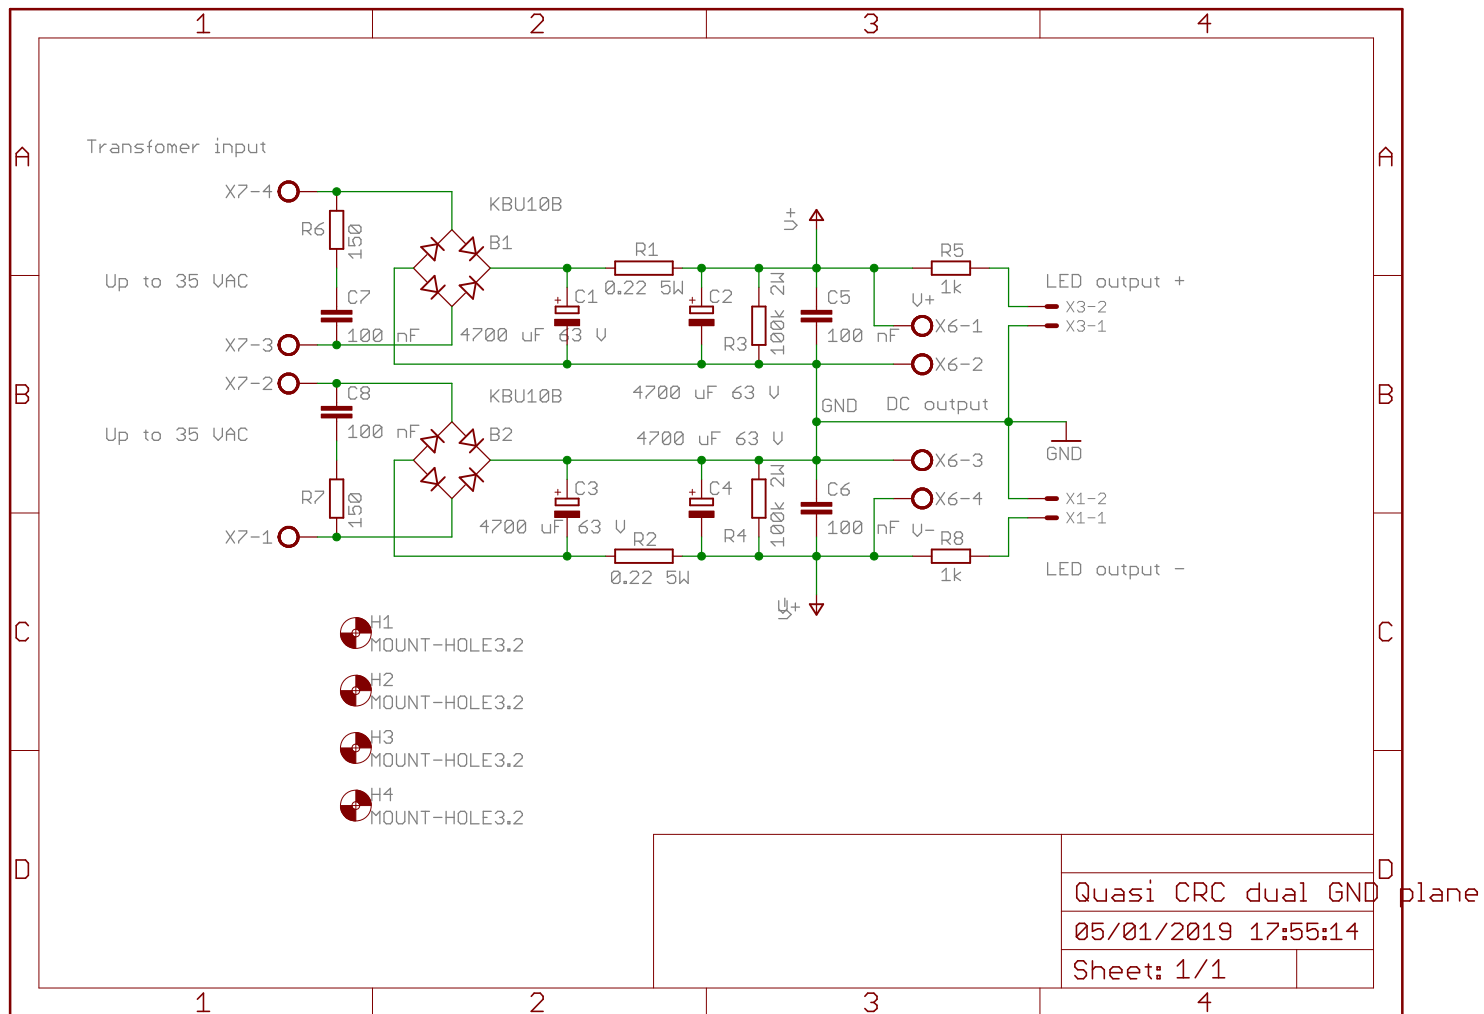 1 2 3 4
A A
Transfomer input
X7-4
KBU10B
R6
150
B1
R1
0.22 5W
V+
R5
1k
Up to 35 VAC
LED output +
C7
100 nF
C1
4700 uF 63 V
C2
R3
100k 2W
C5
100 nF
V+
X6-1
X3-2
X3-1
X7-3
X6-2
X7-2
B B
C8
100 nF
KBU10B
4700 uF 63 V
GND
DC output
Up to 35 VAC
B2
4700 uF 63 V
GND
X6-3
R7
150
C3
4700 uF 63 V
C4
R4
100k 2W
C6
100 nF
X6-4
V-
X1-2
X1-1
X7-1
R2
0.22 5W
R8
1k
LED output -
H1
MOUNT-HOLE3.2
C C
H2
MOUNT-HOLE3.2
H3
MOUNT-HOLE3.2
H4
MOUNT-HOLE3.2
D D
Quasi CRC dual GND plane
05/01/2019 17:55:14
Sheet: 1/1
1 2 3 4